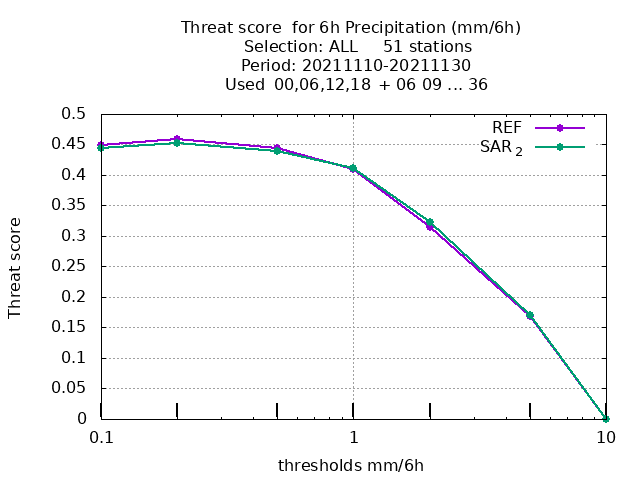 Threat score  for 6h Precipitation (mm/6h)
Selection: ALL     51 stations
Period: 20211110-20211130
Used  00,06,12,18  + 06 09 ... 36
0.5
0.45
0.4
0.35
0.3
0.25
0.2
0.15
0.1
0.05
0
Threat score
REF
SAR 2
0.1
1
10
thresholds mm/6h